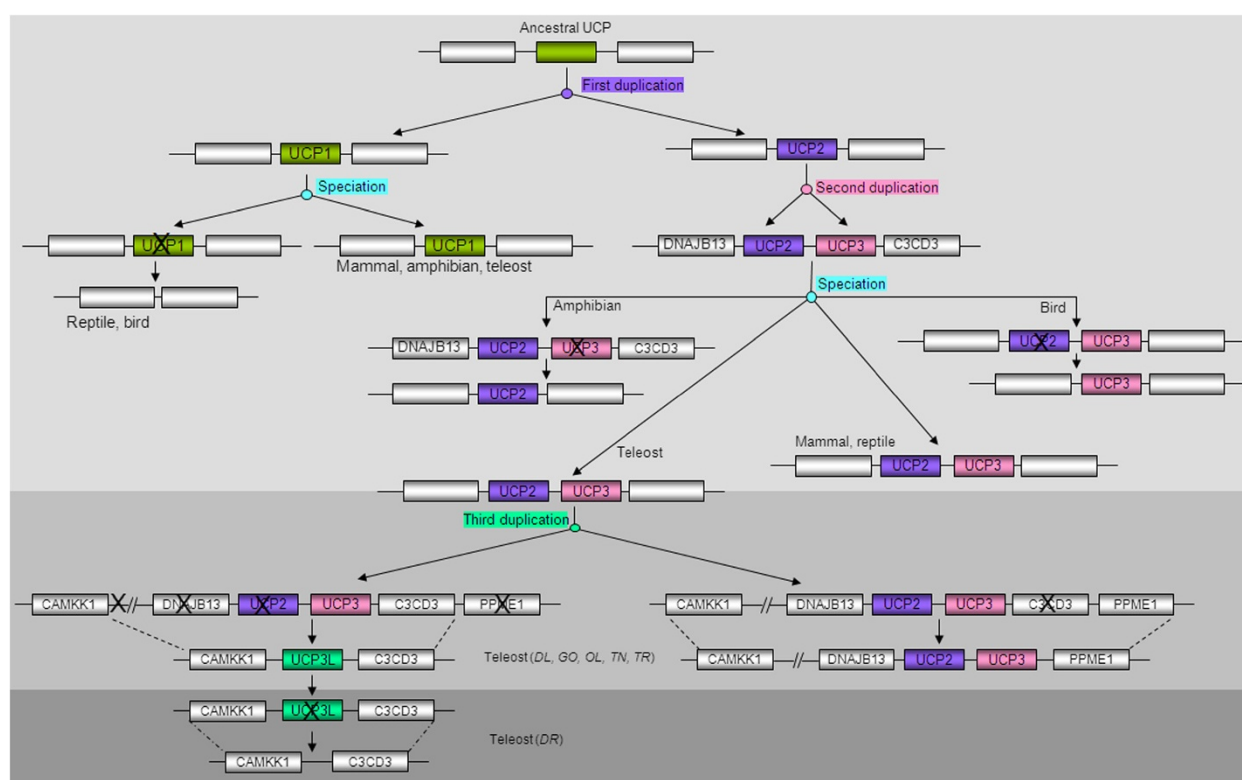 Ancestral UCP
First duplication
UCP1
UCP2
Speciation
Second duplication
UCP1
UCP1
DNAJB13 UCP2 UCP3 C3CD3
Mammal, amphibian, teleost
Speciation
Reptile, bird
Amphibian
Bird
DNAJB13 UCP2 UCP3 C3CD3
UCP2 UCP3
UCP2
UCP3
Mammal, reptile
Teleost
UCP2 UCP3
UCP2 UCP3
Third duplication
CAMKK1 // DNAJB13 UCP2 UCP3 C3CD3 PPME1
CAMKK1 // DNAJB13 UCP2 UCP3 C3CD3 PPME1
CAMKK1 UCP3L C3CD3
Teleost (DL, GO, OL, TN, TR)
CAMKK1 // DNAJB13 UCP2 UCP3 PPME1
CAMKK1 UCP3L C3CD3
Teleost (DR)
CAMKK1 C3CD3